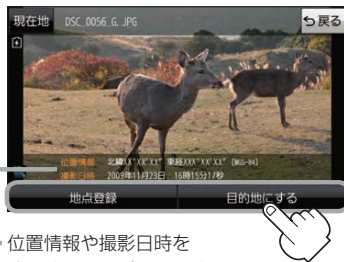 現在地 DSC_0056_G.JPG 戻る
位置情報 北緯XX°XX'XX" 東経XXX°XX'XX" [WGS-84]
撮影日時 2009年11月23日 16時15分17秒
地点登録 目的地にする
位置情報や撮影日時を